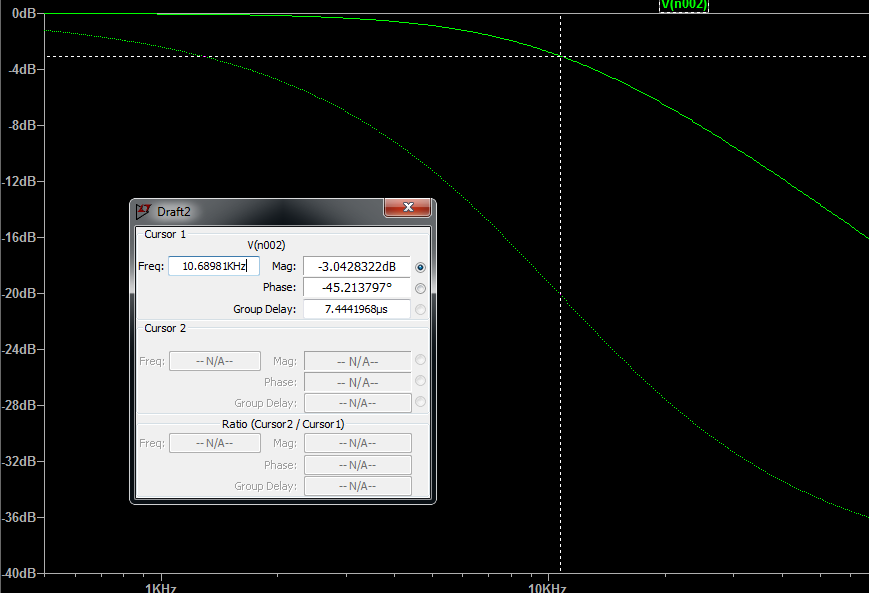 V(n002)
0dB
-4dB
-8dB
-12dB
-16dB
-20dB
-24dB
-28dB
-32dB
-36dB
-40dB
1KHz
10KHz
Draft2
Cursor 1
V(n002)
Freq: 10.68981KHz Mag: -3.0428322dB
Phase: -45.213797°
Group Delay: 7.4441968µs
Cursor 2
Freq: -- N/A-- Mag: -- N/A--
Phase: -- N/A--
Group Delay: -- N/A--
Ratio (Cursor2 / Cursor1)
Freq: -- N/A-- Mag: -- N/A--
Phase: -- N/A--
Group Delay: -- N/A--